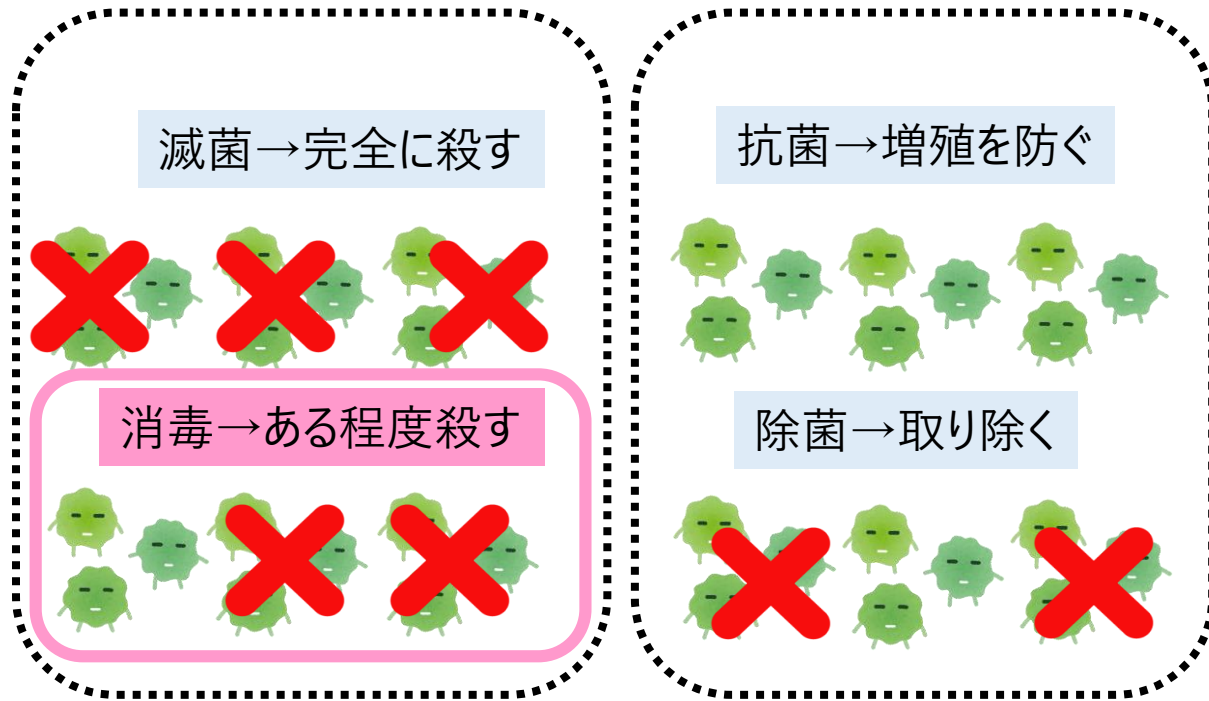 滅菌→完全に殺す
消毒→ある程度殺す
抗菌→増殖を防ぐ
除菌→取り除く